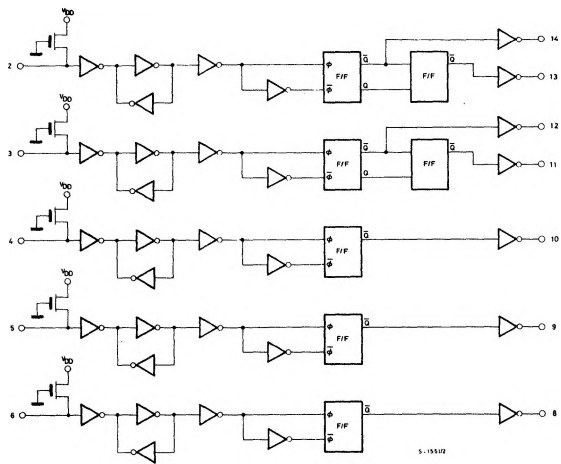 VDD
2
14
ϕ
Q̅
ϕ̅
F/F
Q
F/F
Q̅
13
VDD
3
12
ϕ
Q̅
ϕ̅
F/F
Q
F/F
Q̅
11
VDD
4
10
ϕ
Q̅
F/F
ϕ̅
VDD
5
9
ϕ
Q̅
F/F
ϕ̅
VDD
6
8
ϕ
Q̅
F/F
ϕ̅
S-1551/2